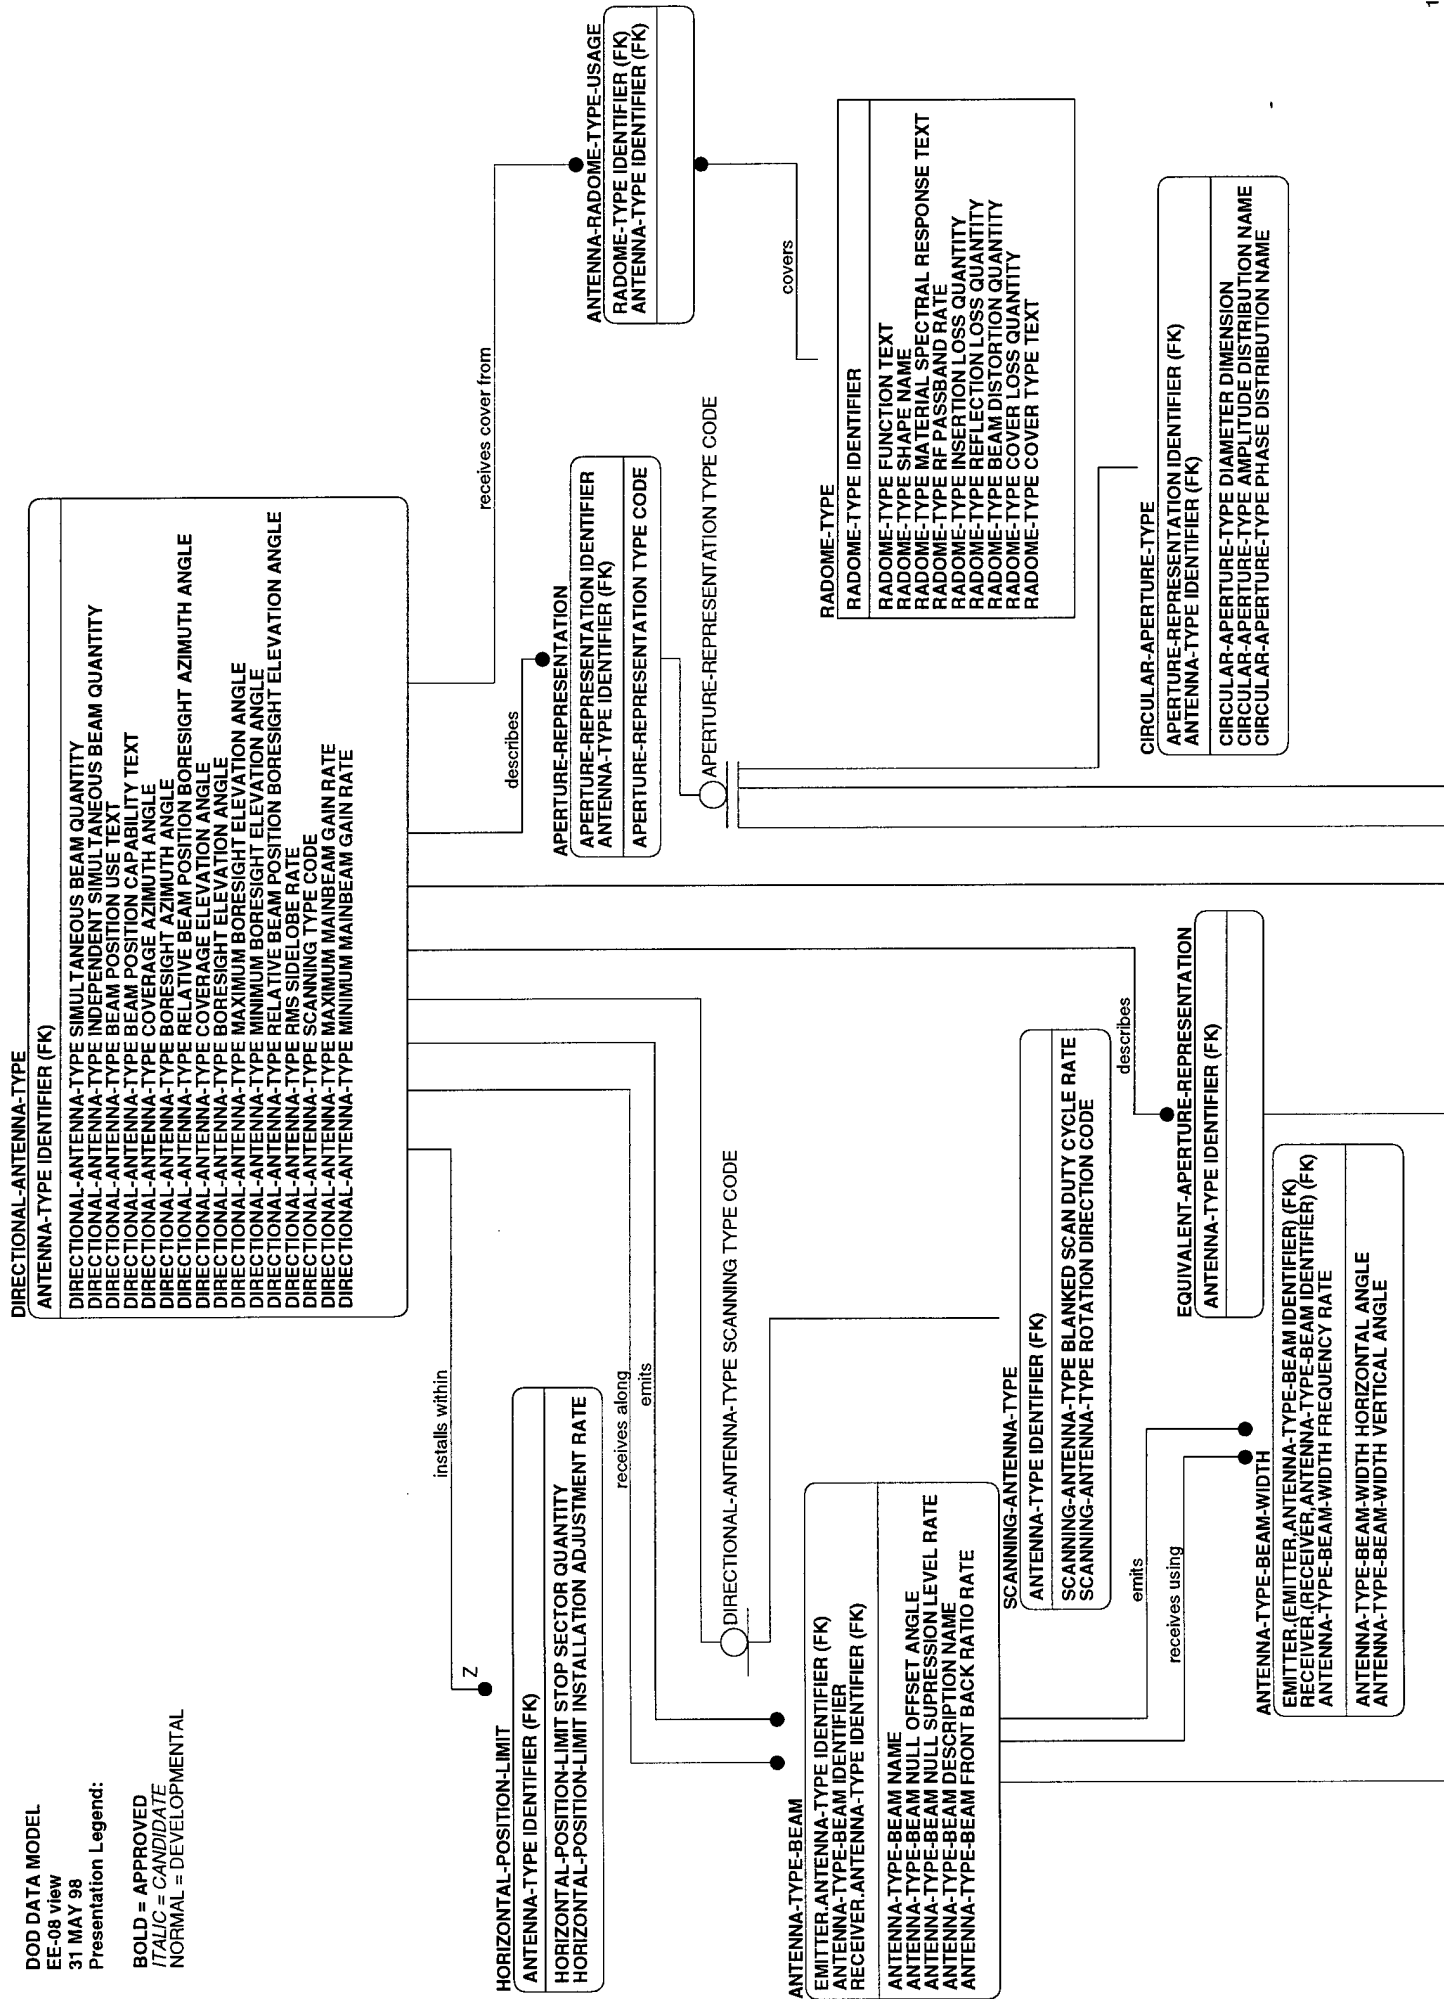 DOD DATA MODEL
EE-08 view
31 MAY 98
Presentation Legend:
BOLD = APPROVED
ITALIC = CANDIDATE
NORMAL = DEVELOPMENTAL
DIRECTIONAL-ANTENNA-TYPE
ANTENNA-TYPE IDENTIFIER (FK)
DIRECTIONAL-ANTENNA-TYPE SIMULTANEOUS BEAM QUANTITY
DIRECTIONAL-ANTENNA-TYPE INDEPENDENT SIMULTANEOUS BEAM QUANTITY
DIRECTIONAL-ANTENNA-TYPE BEAM POSITION USE TEXT
DIRECTIONAL-ANTENNA-TYPE BEAM POSITION CAPABILITY TEXT
DIRECTIONAL-ANTENNA-TYPE COVERAGE AZIMUTH ANGLE
DIRECTIONAL-ANTENNA-TYPE BORESIGHT AZIMUTH ANGLE
DIRECTIONAL-ANTENNA-TYPE RELATIVE BEAM POSITION BORESIGHT AZIMUTH ANGLE
DIRECTIONAL-ANTENNA-TYPE COVERAGE ELEVATION ANGLE
DIRECTIONAL-ANTENNA-TYPE BORESIGHT ELEVATION ANGLE
DIRECTIONAL-ANTENNA-TYPE MAXIMUM BORESIGHT ELEVATION ANGLE
DIRECTIONAL-ANTENNA-TYPE MINIMUM BORESIGHT ELEVATION ANGLE
DIRECTIONAL-ANTENNA-TYPE RELATIVE BEAM POSITION BORESIGHT ELEVATION ANGLE
DIRECTIONAL-ANTENNA-TYPE RMS SIDELOBE RATE
DIRECTIONAL-ANTENNA-TYPE SCANNING TYPE CODE
DIRECTIONAL-ANTENNA-TYPE MAXIMUM MAINBEAM GAIN RATE
DIRECTIONAL-ANTENNA-TYPE MINIMUM MAINBEAM GAIN RATE
installs within
Z
HORIZONTAL-POSITION-LIMIT
ANTENNA-TYPE IDENTIFIER (FK)
HORIZONTAL-POSITION-LIMIT STOP SECTOR QUANTITY
HORIZONTAL-POSITION-LIMIT INSTALLATION ADJUSTMENT RATE
receives along
emits
describes
receives cover from
APERTURE-REPRESENTATION
APERTURE-REPRESENTATION IDENTIFIER
ANTENNA-TYPE IDENTIFIER (FK)
APERTURE-REPRESENTATION TYPE CODE
ANTENNA-RADOME-TYPE-USAGE
RADOME-TYPE IDENTIFIER (FK)
ANTENNA-TYPE IDENTIFIER (FK)
DIRECTIONAL-ANTENNA-TYPE SCANNING TYPE CODE
APERTURE-REPRESENTATION TYPE CODE
covers
ANTENNA-TYPE-BEAM
EMITTER.ANTENNA-TYPE IDENTIFIER (FK)
ANTENNA-TYPE-BEAM IDENTIFIER
RECEIVER.ANTENNA-TYPE IDENTIFIER (FK)
ANTENNA-TYPE-BEAM NAME
ANTENNA-TYPE-BEAM NULL OFFSET ANGLE
ANTENNA-TYPE-BEAM NULL SUPRESSION LEVEL RATE
ANTENNA-TYPE-BEAM DESCRIPTION NAME
ANTENNA-TYPE-BEAM FRONT BACK RATIO RATE
RADOME-TYPE
RADOME-TYPE IDENTIFIER
RADOME-TYPE FUNCTION TEXT
RADOME-TYPE SHAPE NAME
RADOME-TYPE MATERIAL SPECTRAL RESPONSE TEXT
RADOME-TYPE RF PASSBAND RATE
RADOME-TYPE INSERTION LOSS QUANTITY
RADOME-TYPE REFLECTION LOSS QUANTITY
RADOME-TYPE BEAM DISTORTION QUANTITY
RADOME-TYPE COVER LOSS QUANTITY
RADOME-TYPE COVER TYPE TEXT
SCANNING-ANTENNA-TYPE
ANTENNA-TYPE IDENTIFIER (FK)
SCANNING-ANTENNA-TYPE BLANKED SCAN DUTY CYCLE RATE
SCANNING-ANTENNA-TYPE ROTATION DIRECTION CODE
describes
emits
receives using
EQUIVALENT-APERTURE-REPRESENTATION
ANTENNA-TYPE IDENTIFIER (FK)
CIRCULAR-APERTURE-TYPE
APERTURE-REPRESENTATION IDENTIFIER (FK)
ANTENNA-TYPE IDENTIFIER (FK)
CIRCULAR-APERTURE-TYPE DIAMETER DIMENSION
CIRCULAR-APERTURE-TYPE AMPLITUDE DISTRIBUTION NAME
CIRCULAR-APERTURE-TYPE PHASE DISTRIBUTION NAME
ANTENNA-TYPE-BEAM-WIDTH
EMITTER.(EMITTER,ANTENNA-TYPE-BEAM IDENTIFIER) (FK)
RECEIVER.(RECEIVER,ANTENNA-TYPE-BEAM IDENTIFIER) (FK)
ANTENNA-TYPE-BEAM-WIDTH FREQUENCY RATE
ANTENNA-TYPE-BEAM-WIDTH HORIZONTAL ANGLE
ANTENNA-TYPE-BEAM-WIDTH VERTICAL ANGLE
1